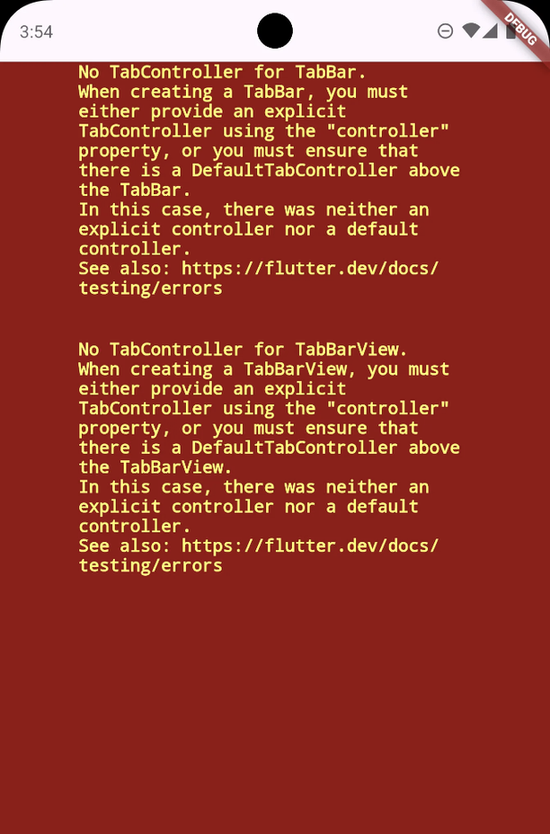 3:54
DEBUG
No TabController for TabBar.
When creating a TabBar, you must
either provide an explicit
TabController using the "controller"
property, or you must ensure that
there is a DefaultTabController above
the TabBar.
In this case, there was neither an
explicit controller nor a default
controller.
See also: https://flutter.dev/docs/
testing/errors
No TabController for TabBarView.
When creating a TabBarView, you must
either provide an explicit
TabController using the "controller"
property, or you must ensure that
there is a DefaultTabController above
the TabBarView.
In this case, there was neither an
explicit controller nor a default
controller.
See also: https://flutter.dev/docs/
testing/errors